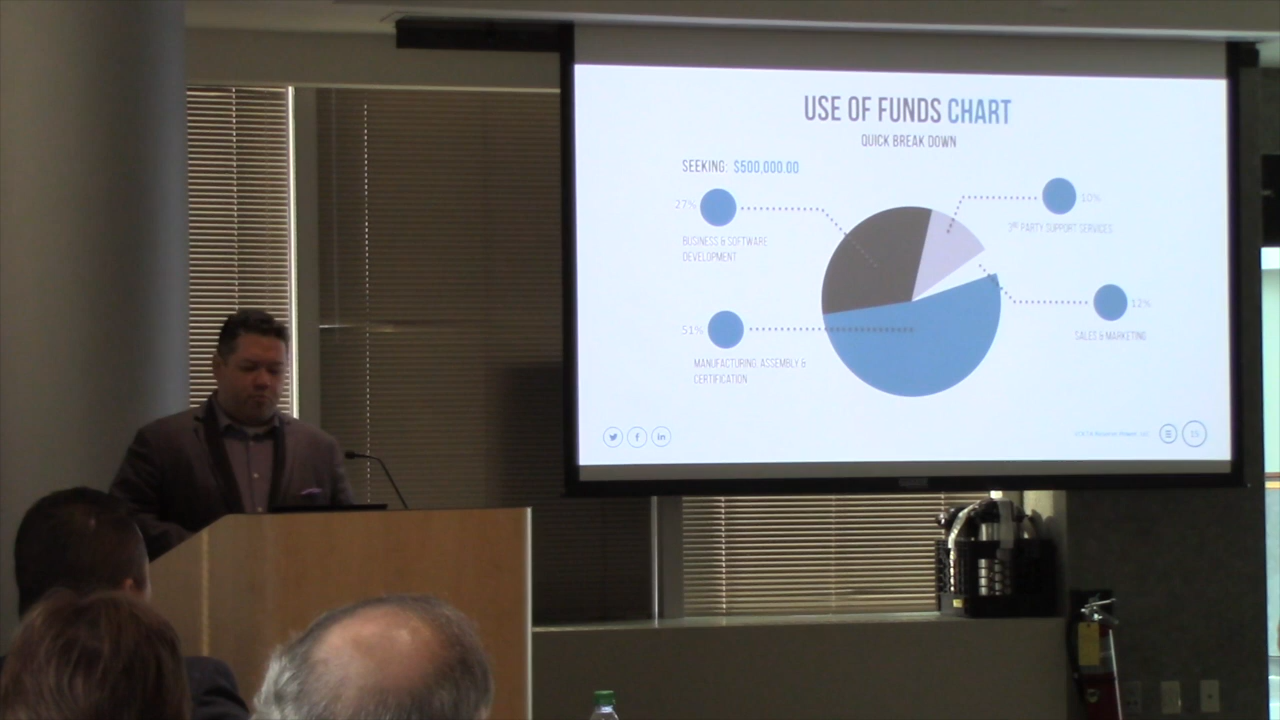 USE OF FUNDS CHART
QUICK BREAK DOWN
SEEKING: $500,000.00
27%
BUSINESS & SOFTWARE
DEVELOPMENT
10%
3RD PARTY SUPPORT SERVICES
51%
MANUFACTURING, ASSEMBLY &
CERTIFICATION
12%
SALES & MARKETING
15